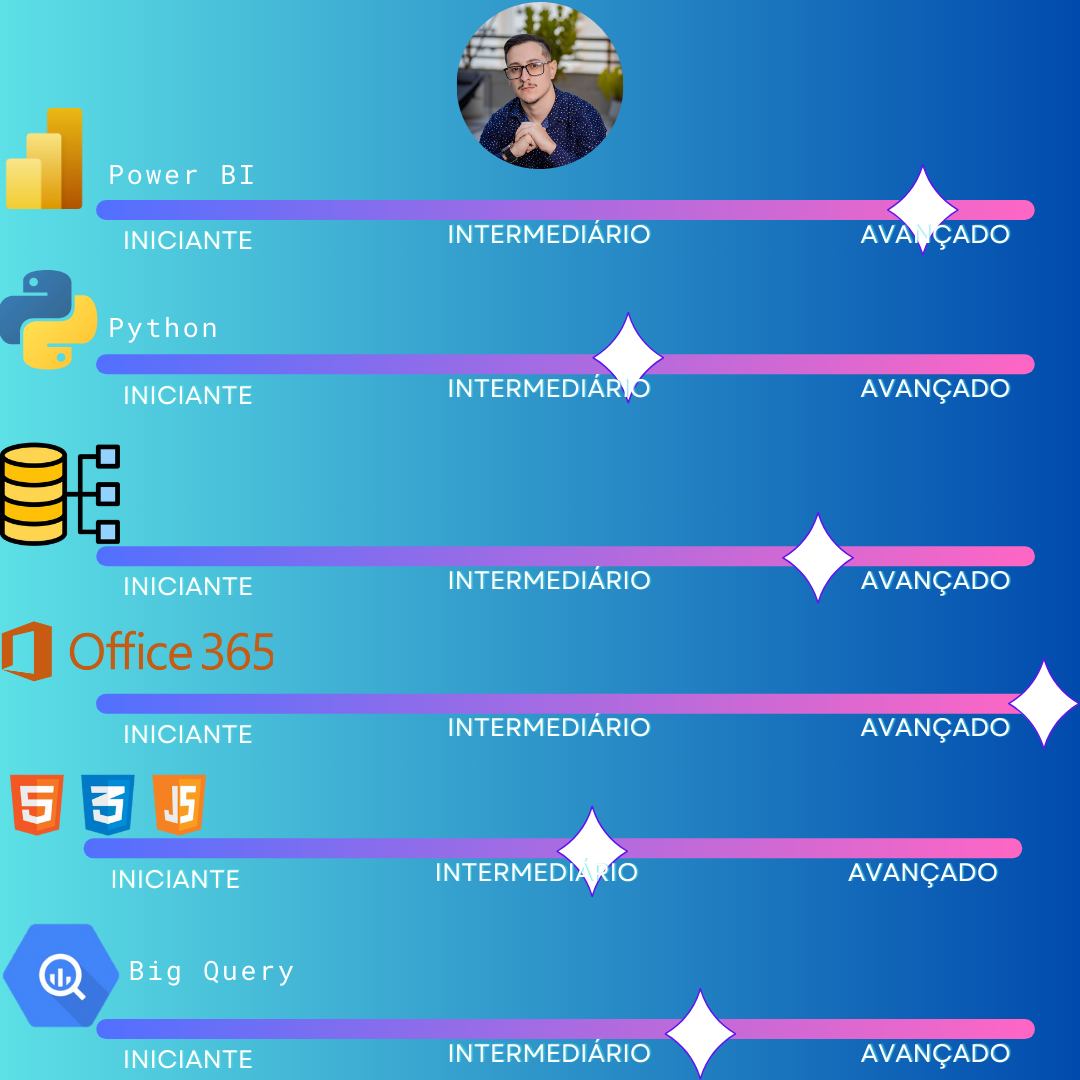 Power BI
INICIANTE
INTERMEDIÁRIO
AVANÇADO
Python
INICIANTE
INTERMEDIÁRIO
AVANÇADO
INICIANTE
INTERMEDIÁRIO
AVANÇADO
Office 365
INICIANTE
INTERMEDIÁRIO
AVANÇADO
5 3 JS
INICIANTE
INTERMEDIÁRIO
AVANÇADO
Big Query
INICIANTE
INTERMEDIÁRIO
AVANÇADO